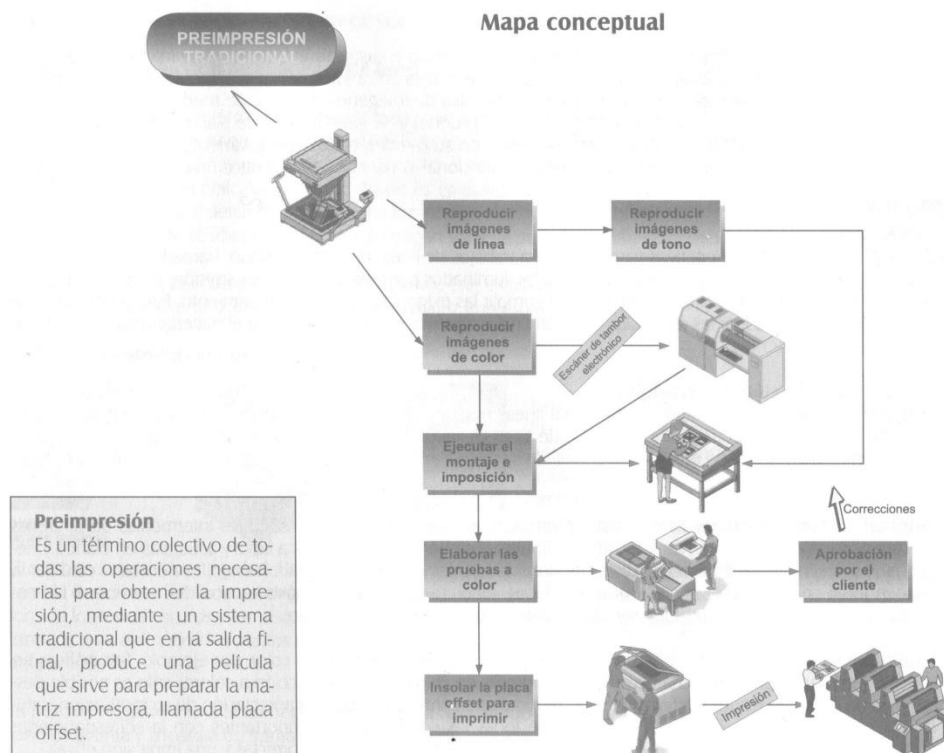 Mapa conceptual
PREIMPRESIÓN
TRADICIONAL
Reproducir
imágenes
de línea
Reproducir
imágenes
de tono
Reproducir
imágenes
de color
Escáner de tambor
electrónico
Ejecutar el
montaje e
imposición
Correcciones
Elaborar las
pruebas a
color
Aprobación
por el
cliente
Insolar la placa
offset para
imprimir
Impresión
Preimpresión
Es un término colectivo de to-
das las operaciones necesa-
rias para obtener la impre-
sión, mediante un sistema
tradicional que en la salida fi-
nal, produce una película
que sirve para preparar la ma-
triz impresora, llamada placa
offset.